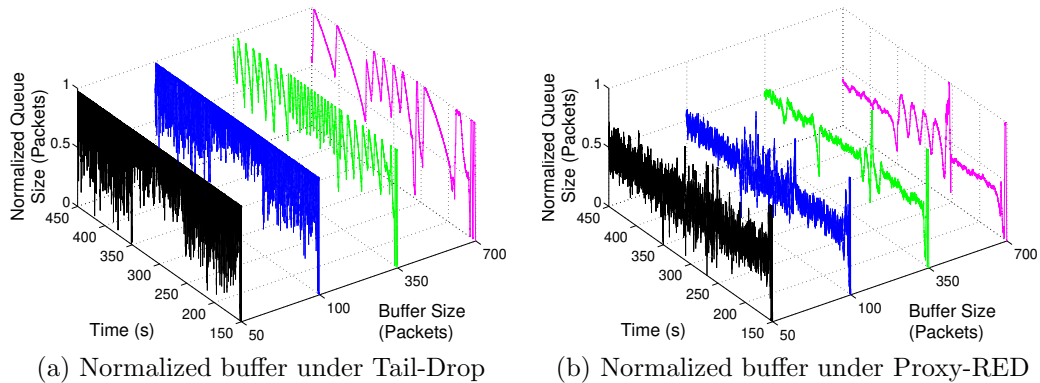 Normalized Queue
Size (Packets)
1
0.5
0
450
400
350
300
250
200
150
Time (s)
50
100
350
700
Buffer Size
(Packets)
(a) Normalized buffer under Tail-Drop
Normalized Queue
Size (Packets)
1
0.5
0
450
400
350
300
250
200
150
Time (s)
50
100
350
700
Buffer Size
(Packets)
(b) Normalized buffer under Proxy-RED